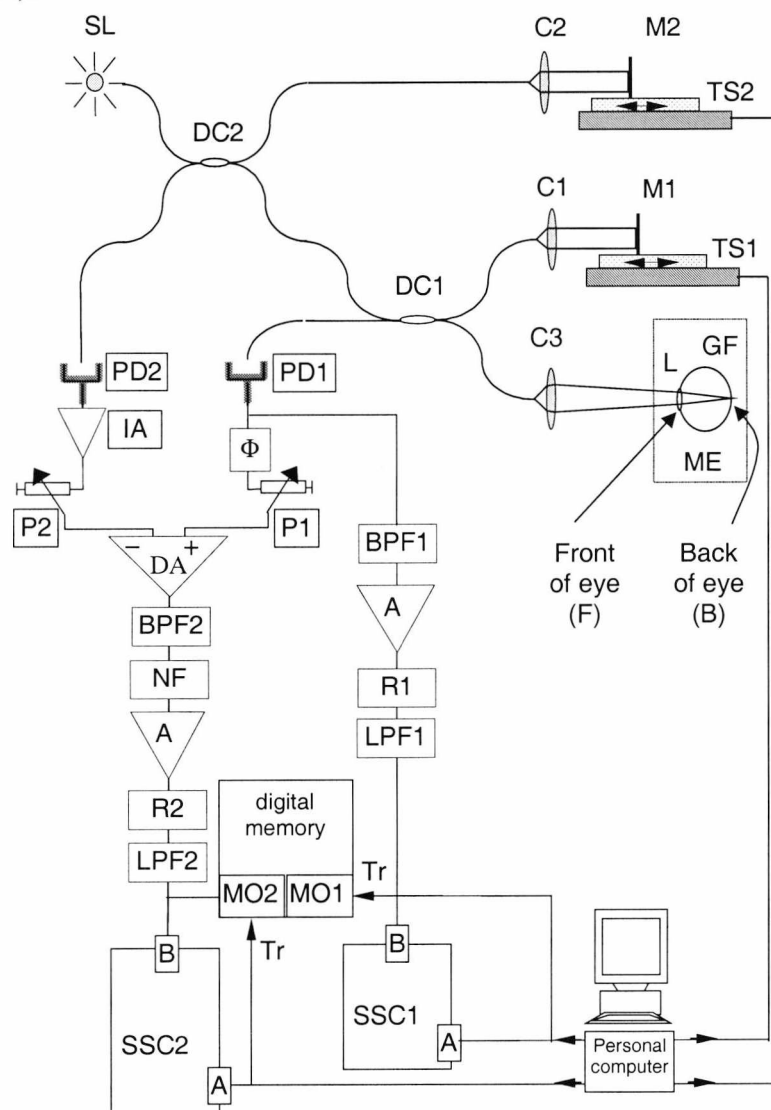 SL
C2
M2
TS2
DC2
C1
M1
TS1
DC1
C3
GF
L
ME
PD2
PD1
IA
Φ
P2
P1
− +
DA
BPF1
Front
of eye
(F)
Back
of eye
(B)
BPF2
A
NF
R1
A
LPF1
R2
digital
memory
LPF2
Tr
MO2
MO1
B
Tr
B
SSC1
A
SSC2
Personal
computer
A